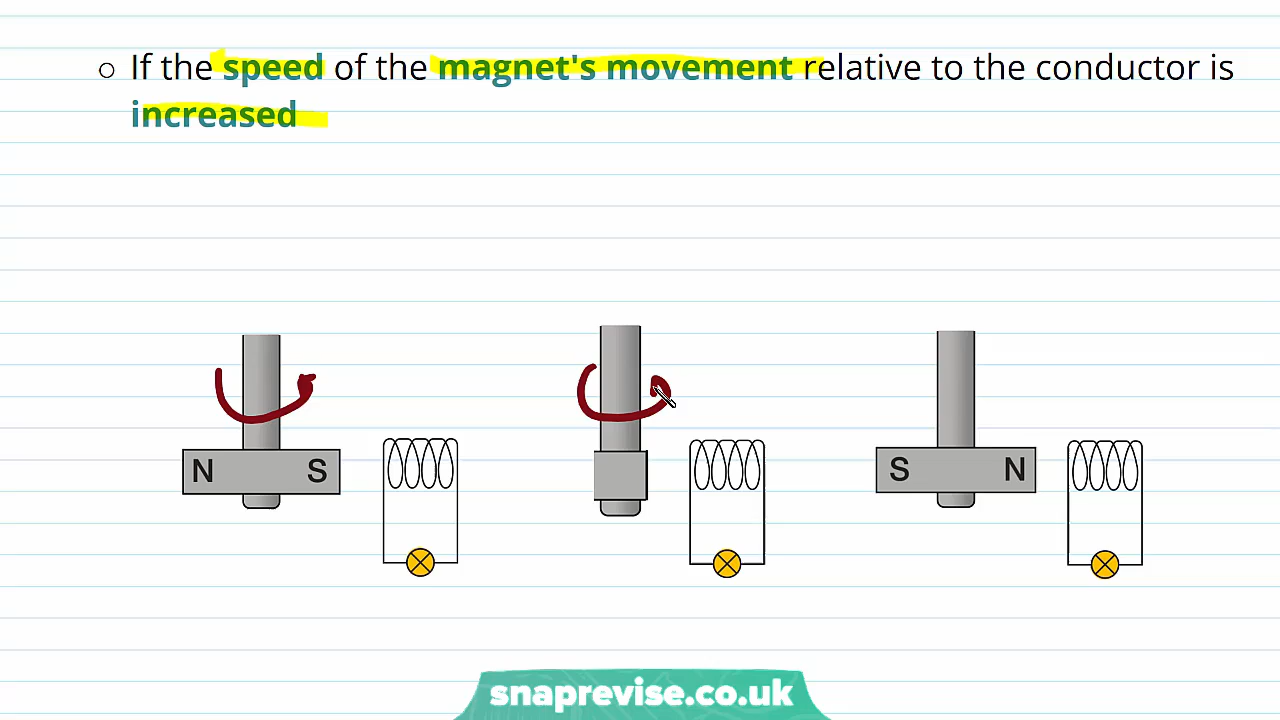 ○ If the speed of the magnet's movement relative to the conductor is
increased
N S
S N
snaprevise.co.uk